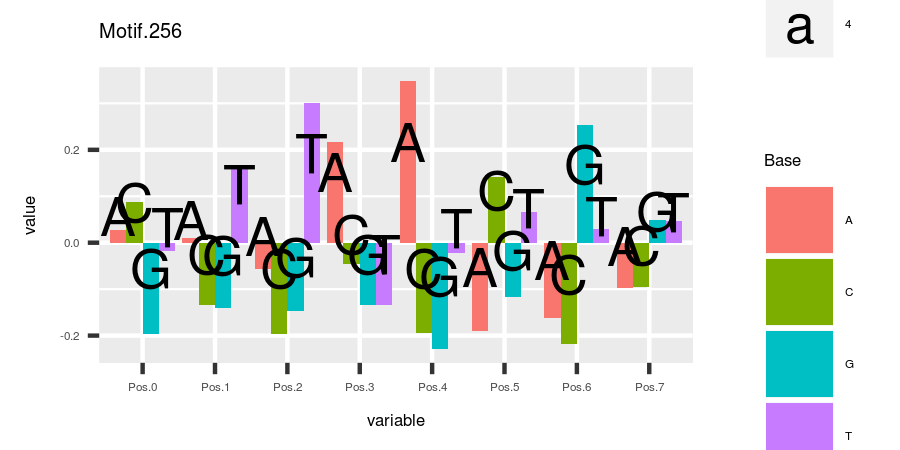 Motif.256
a 4
value
0.2
0.0
-0.2
A C G T A C G T A C G T A C G T A C G T A C G T A C G T A C G T
Pos.0 Pos.1 Pos.2 Pos.3 Pos.4 Pos.5 Pos.6 Pos.7
variable
Base
A
C
G
T